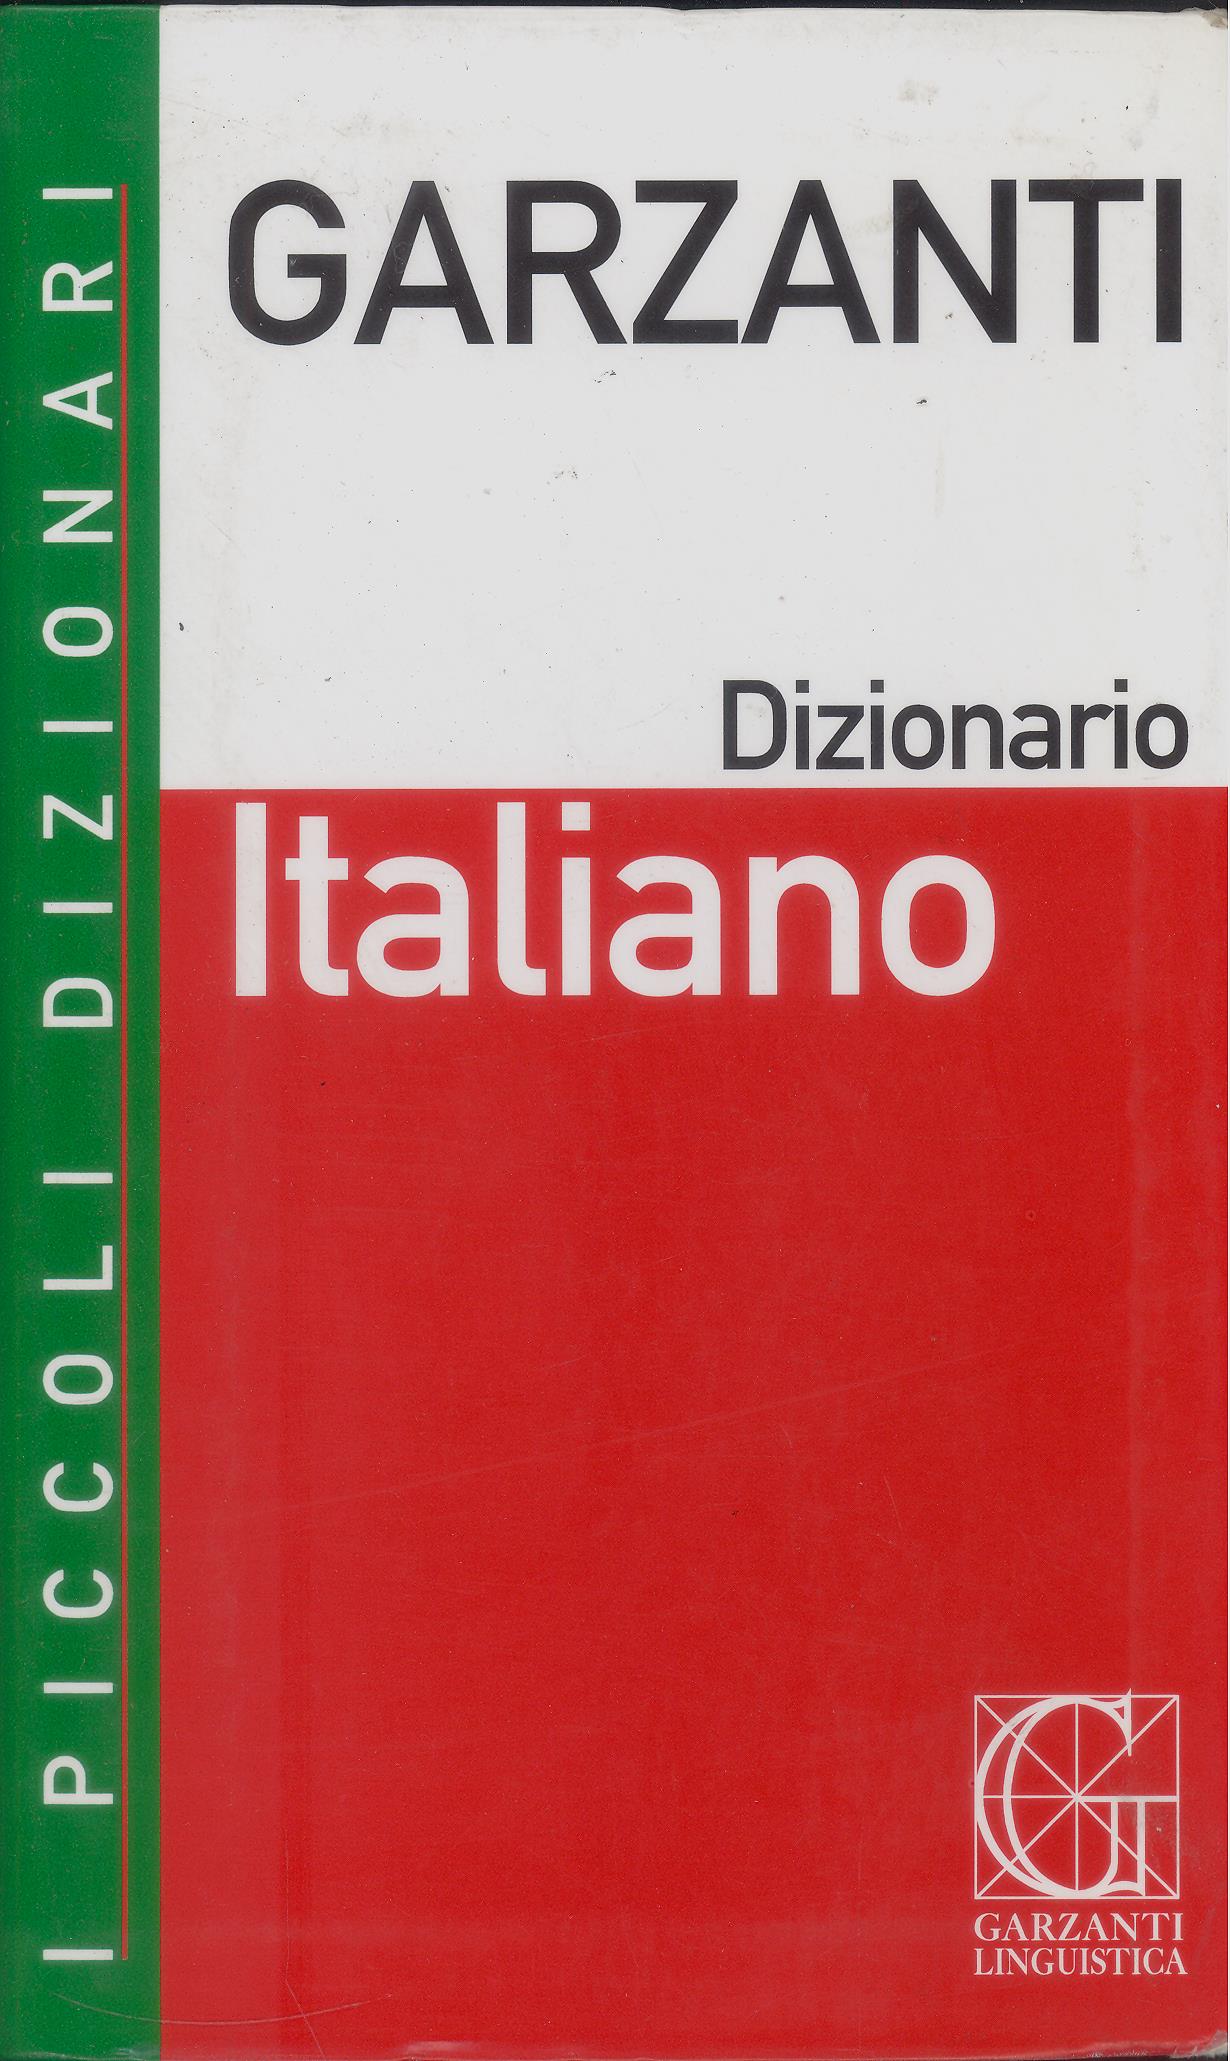 I PICCOLI DIZIONARI
GARZANTI
Dizionario
Italiano
G
GARZANTI
LINGUISTICA